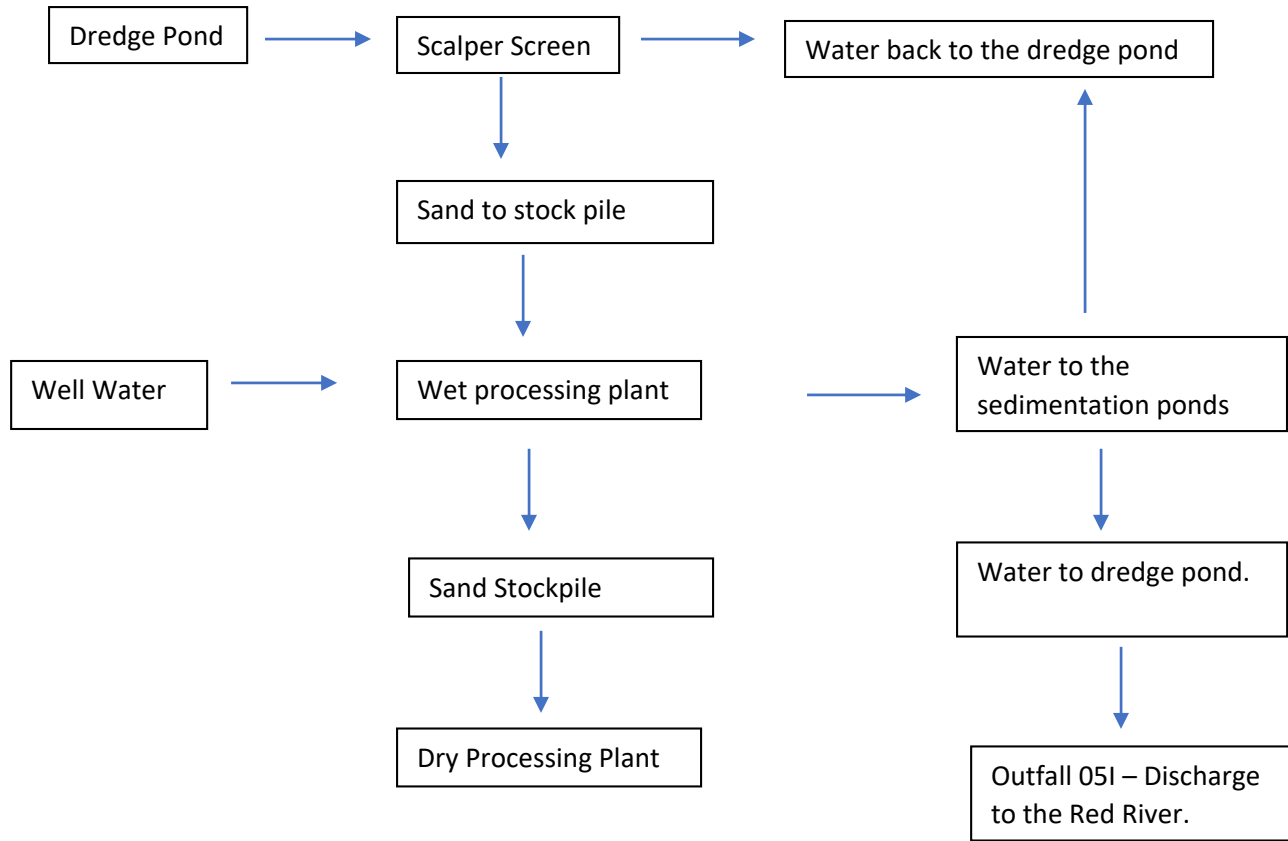 Dredge Pond
Scalper Screen
Water back to the dredge pond
Sand to stock pile
Well Water
Wet processing plant
Water to the
sedimentation ponds
Sand Stockpile
Water to dredge pond.
Dry Processing Plant
Outfall 05I – Discharge
to the Red River.